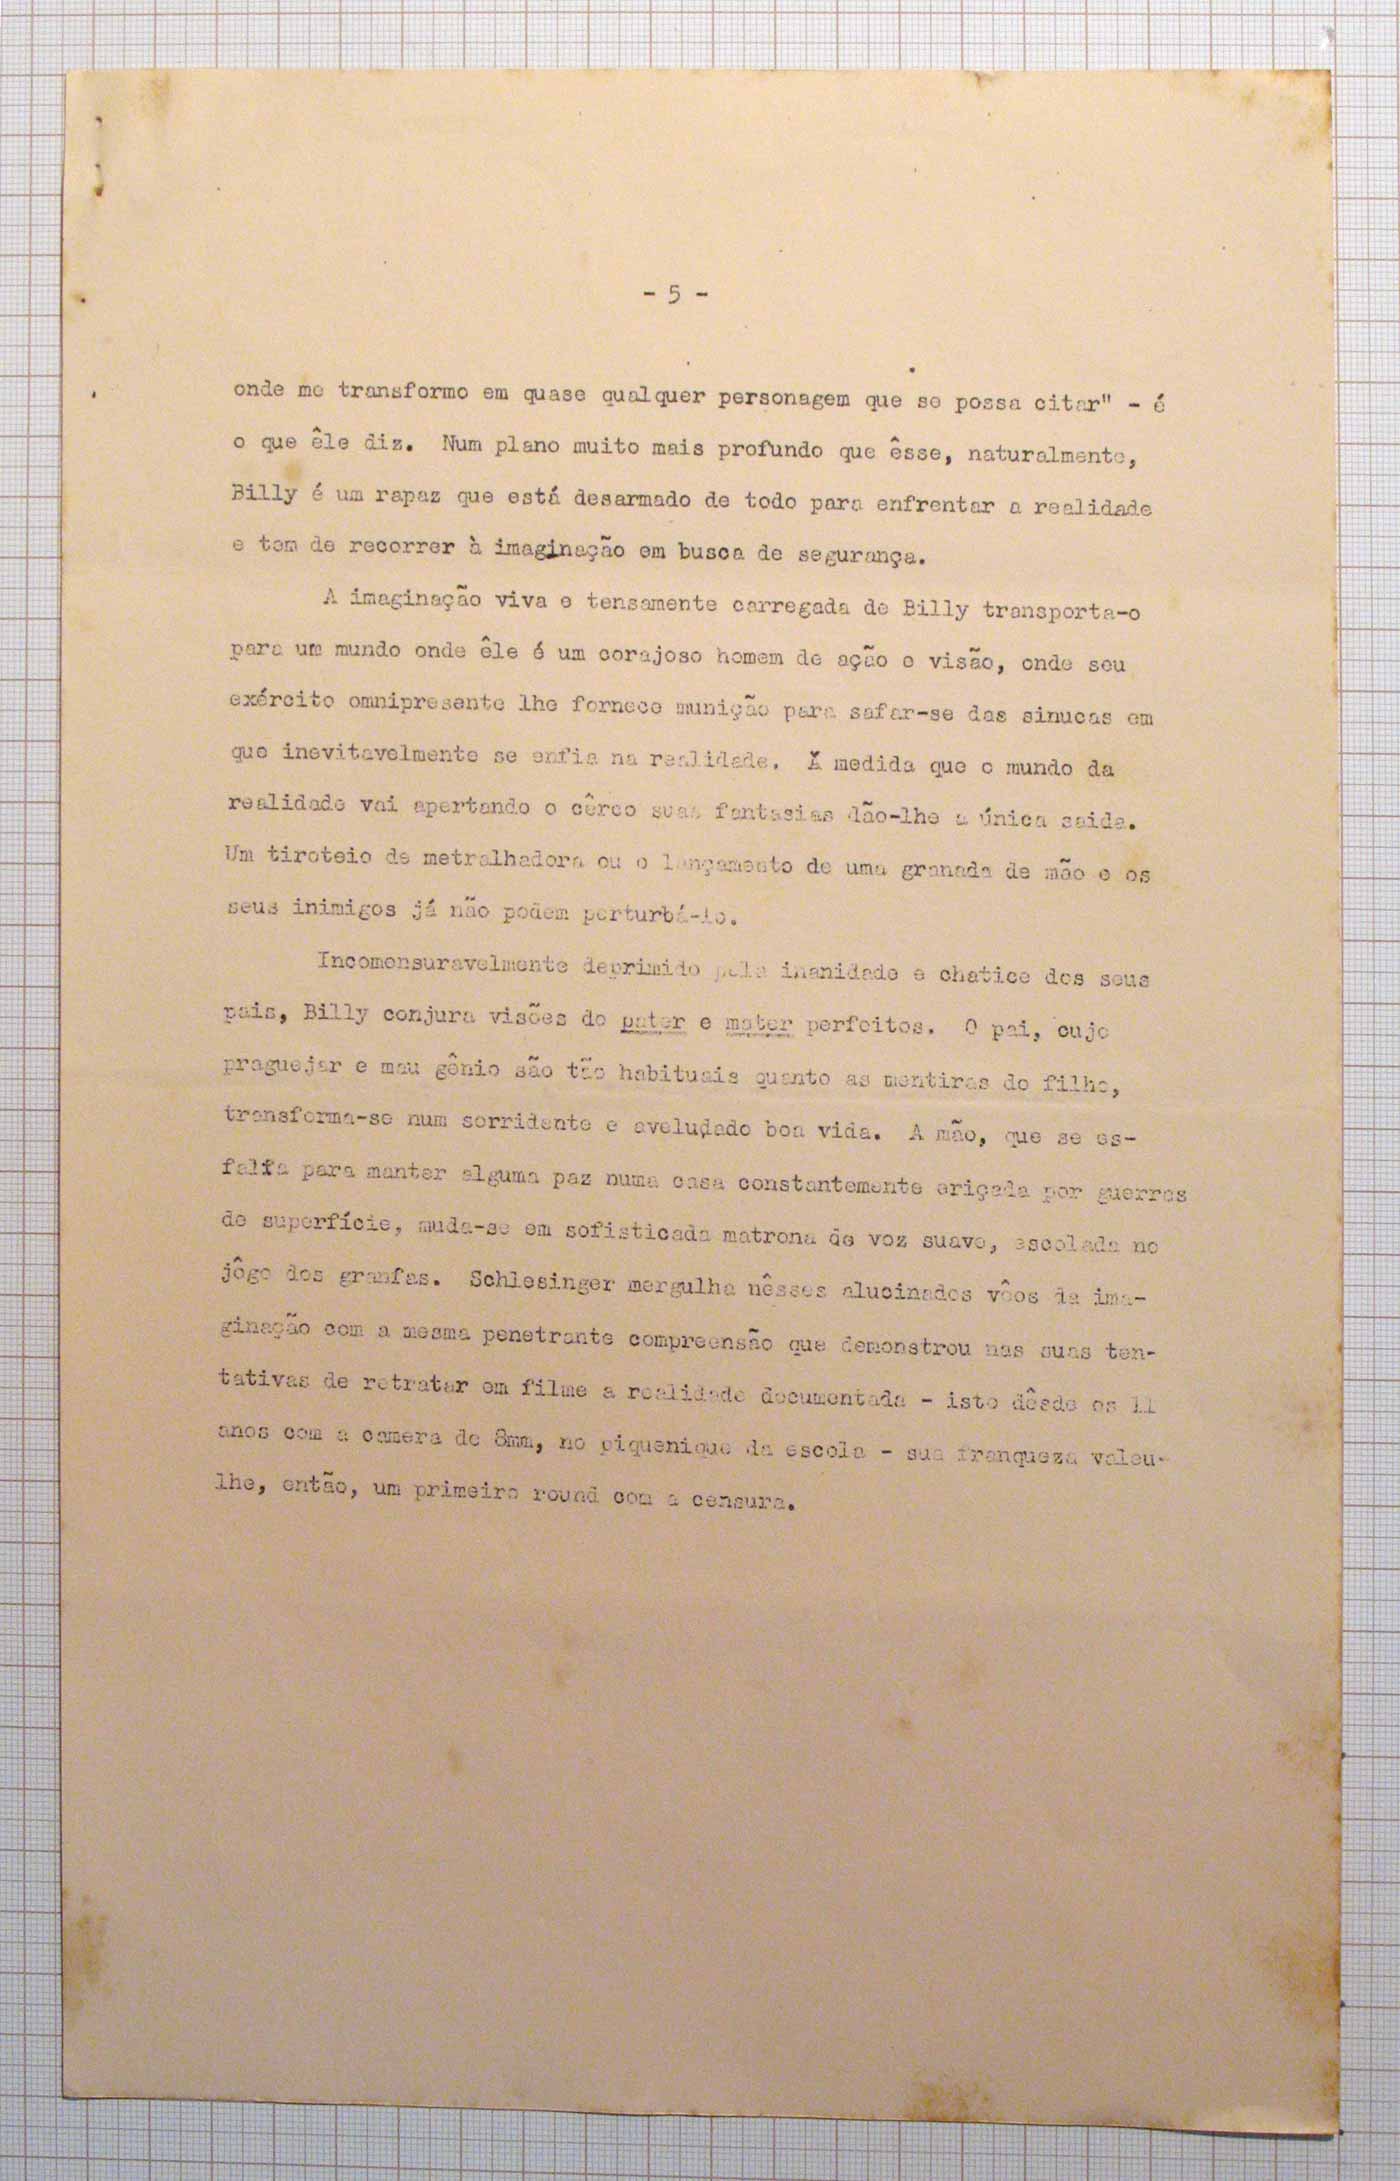 - 5 -
onde me transformo em quase qualquer personagem que se possa citar" - é
o que êle diz. Num plano muito mais profundo que êsse, naturalmente,
Billy é um rapaz que está desarmado de todo para enfrentar a realidade
e tem de recorrer à imaginação em busca de segurança.
A imaginação viva e tensamente carregada de Billy transporta-o
para um mundo onde êle é um corajoso homem de ação e visão, onde seu
exército omnipresente lhe fornece munição para safar-se das sinucas em
que inevitavelmente se enfia na realidade. À medida que o mundo da
realidade vai apertando o cêrco suas fantasias dão-lhe a única saida.
Um tiroteio de metralhadora ou o lançamento de uma granada de mão e os
seus inimigos já não podem perturbá-lo.
Incomensuravelmente deprimido pela inanidade e chatice dos seus
pais, Billy conjura visões do pater e mater perfeitos. O pai, cujo
praguejar e mau gênio são tão habituais quanto as mentiras do filho,
transforma-se num sorridente e aveludado boa vida. A mão, que se es-
falfa para manter alguma paz numa casa constantemente eriçada por guerras
de superfície, muda-se em sofisticada matrona de voz suave, escolada no
jôgo dos granfas. Schlesinger mergulha nêsses alucinados vôos da ima-
ginação com a mesma penetrante compreensão que demonstrou nas suas ten-
tativas de retratar em filme a realidade documentada - isto dêsde os 11
anos com a camera de 8mm, no piquenique da escola - sua franqueza valeu-
lhe, então, um primeiro round com a censura.